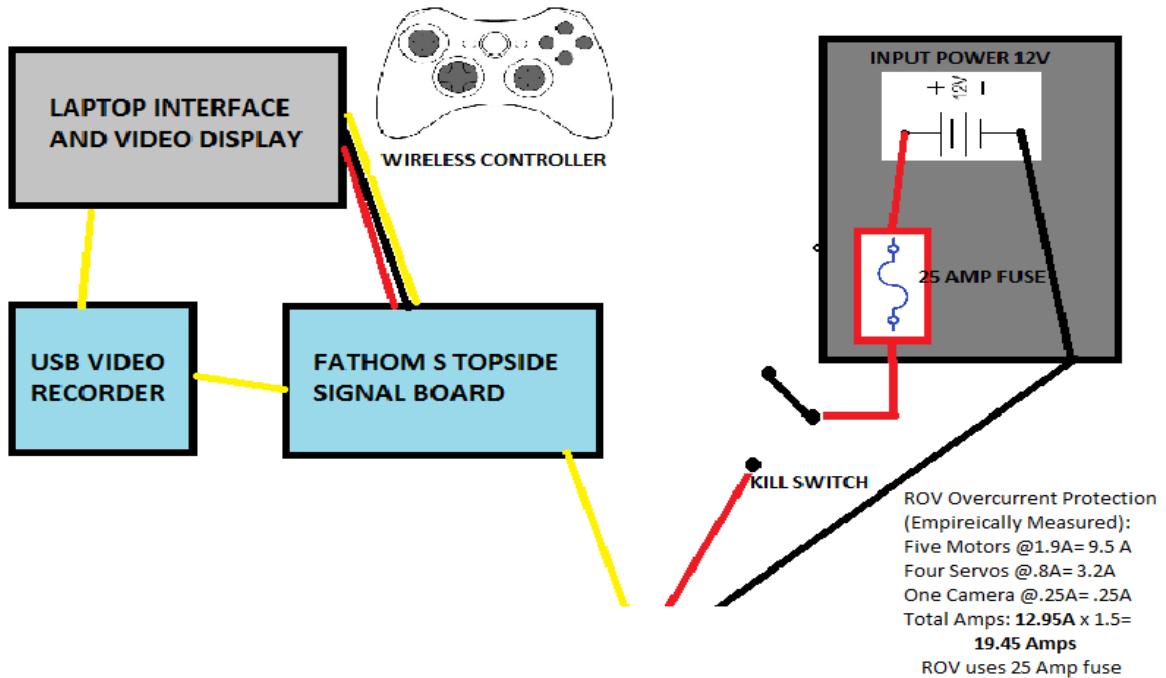 LAPTOP INTERFACE
AND VIDEO DISPLAY
WIRELESS CONTROLLER
INPUT POWER 12V
+ 12V -
25 AMP FUSE
USB VIDEO
RECORDER
FATHOM S TOPSIDE
SIGNAL BOARD
KILL SWITCH
ROV Overcurrent Protection
(Empireically Measured):
Five Motors @1.9A= 9.5 A
Four Servos @.8A= 3.2A
One Camera @.25A= .25A
Total Amps: 12.95A x 1.5=
19.45 Amps
ROV uses 25 Amp fuse